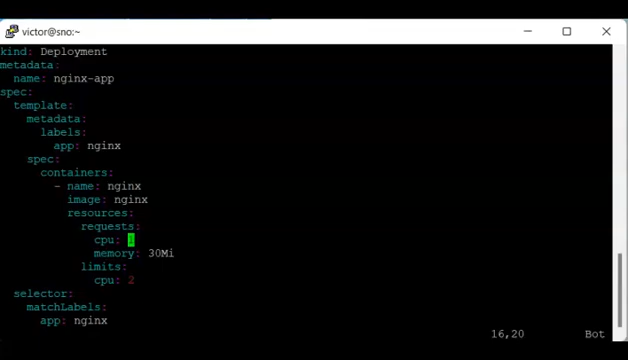 victor@sno:~
kind: Deployment
metadata:
  name: nginx-app
spec:
  template:
    metadata:
      labels:
        app: nginx
    spec:
      containers:
        - name: nginx
          image: nginx
          resources:
            requests:
              cpu: 1
              memory: 30Mi
            limits:
              cpu: 2
  selector:
    matchLabels:
      app: nginx
16,20 Bot